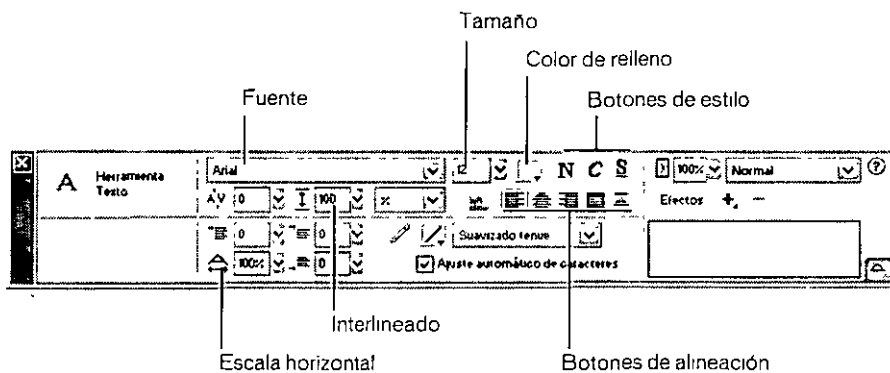 Tamaño
Color de relleno
Fuente
Botones de estilo
Herramienta Texto
Arial
12
N C S
100% Normal
?
A V 0
100
%
Efectos + -
0
0
Suavizado tenue
100%
0
Ajuste automático de caracteres
Interlineado
Escala horizontal
Botones de alineación